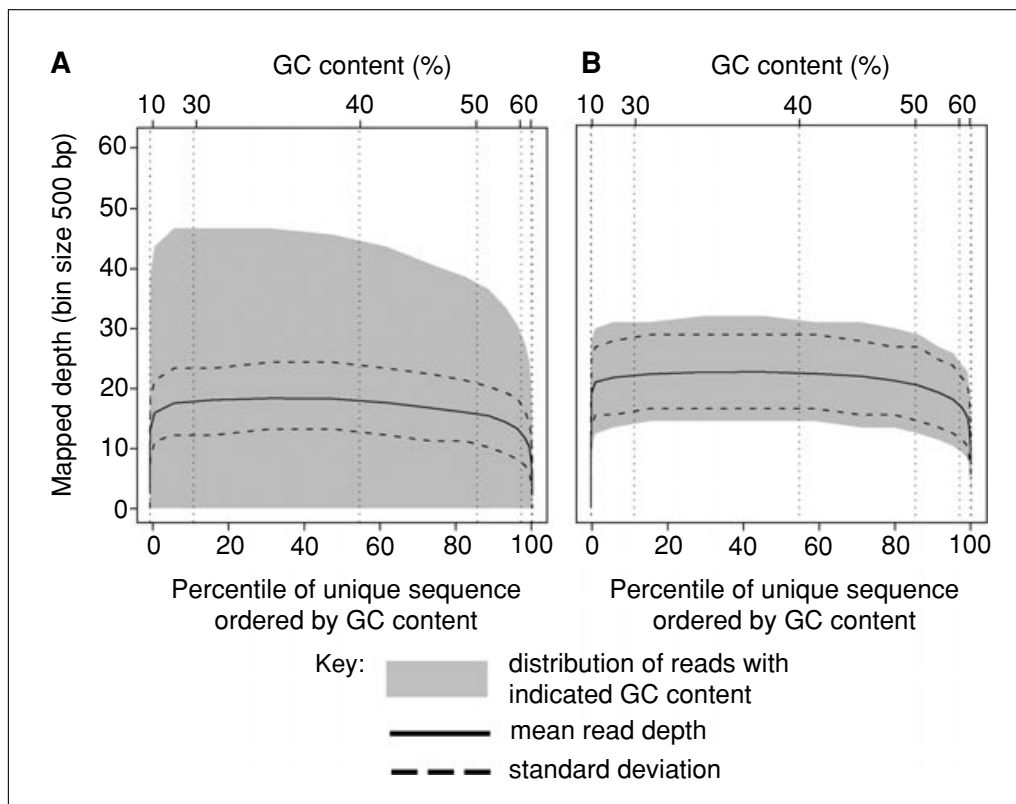 A
GC content (%)
10 30 40 50 60
Mapped depth (bin size 500 bp)
60
50
40
30
20
10
0
0 20 40 60 80 100
Percentile of unique sequence
ordered by GC content
B
GC content (%)
10 30 40 50 60
0 20 40 60 80 100
Percentile of unique sequence
ordered by GC content
Key:
distribution of reads with
indicated GC content
mean read depth
standard deviation